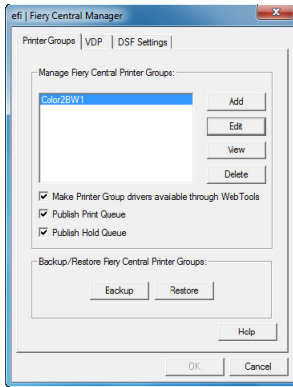 efi | Fiery Central Manager
Printer Groups VDP DSF Settings
Manage Fiery Central Printer Groups:
Color2BW1
Add
Edit
View
Delete
Make Printer Group drivers avaiable through WebTools
Publish Print Queue
Publish Hold Queue
Backup/Restore Fiery Central Printer Groups:
Backup Restore
Help
OK Cancel